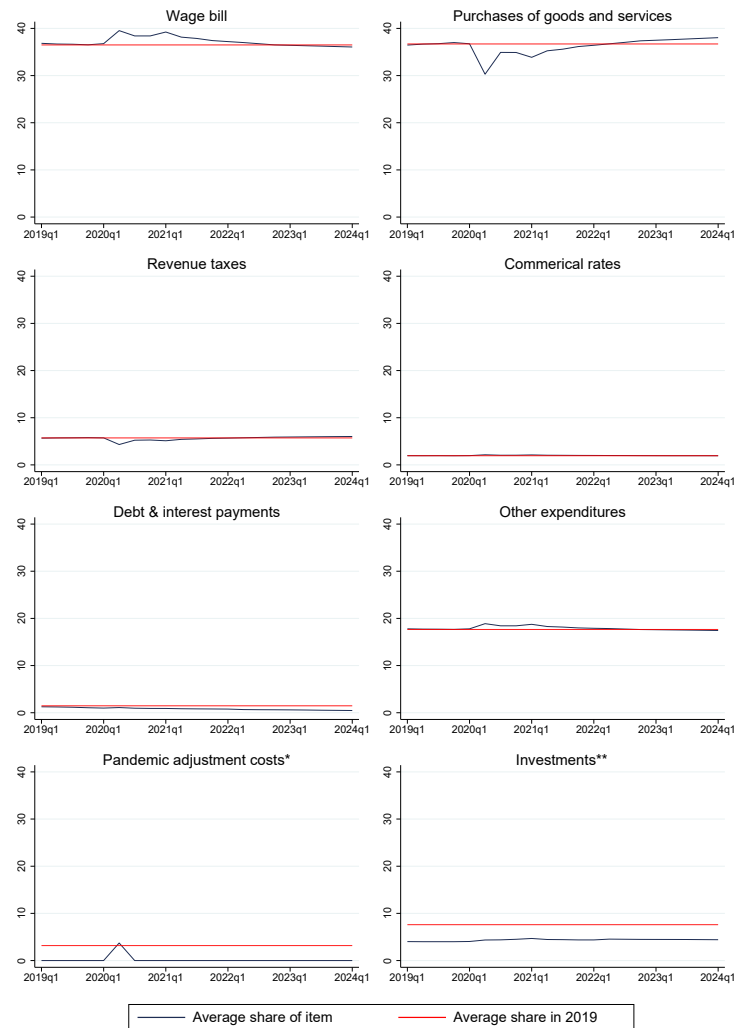 Wage bill
40
30
20
10
0
2019q1 2020q1 2021q1 2022q1 2023q1 2024q1
Purchases of goods and services
40
30
20
10
0
2019q1 2020q1 2021q1 2022q1 2023q1 2024q1
Revenue taxes
40
30
20
10
0
2019q1 2020q1 2021q1 2022q1 2023q1 2024q1
Commerical rates
40
30
20
10
0
2019q1 2020q1 2021q1 2022q1 2023q1 2024q1
Debt & interest payments
40
30
20
10
0
2019q1 2020q1 2021q1 2022q1 2023q1 2024q1
Other expenditures
40
30
20
10
0
2019q1 2020q1 2021q1 2022q1 2023q1 2024q1
Pandemic adjustment costs*
40
30
20
10
0
2019q1 2020q1 2021q1 2022q1 2023q1 2024q1
Investments**
40
30
20
10
0
2019q1 2020q1 2021q1 2022q1 2023q1 2024q1
Average share of item Average share in 2019